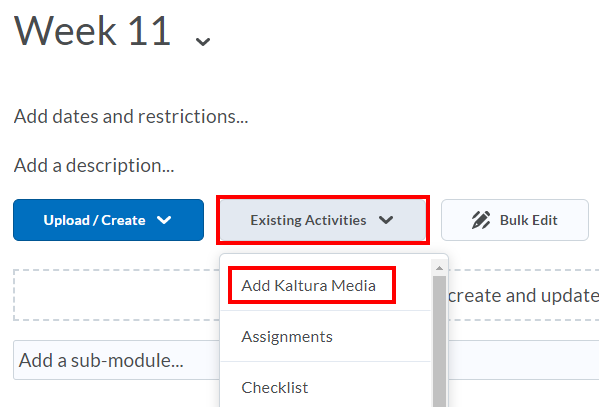 Week 11
Add dates and restrictions...
Add a description...
Upload / Create
Existing Activities
Bulk Edit
Add Kaltura Media
create and update
Assignments
Add a sub-module...
Checklist